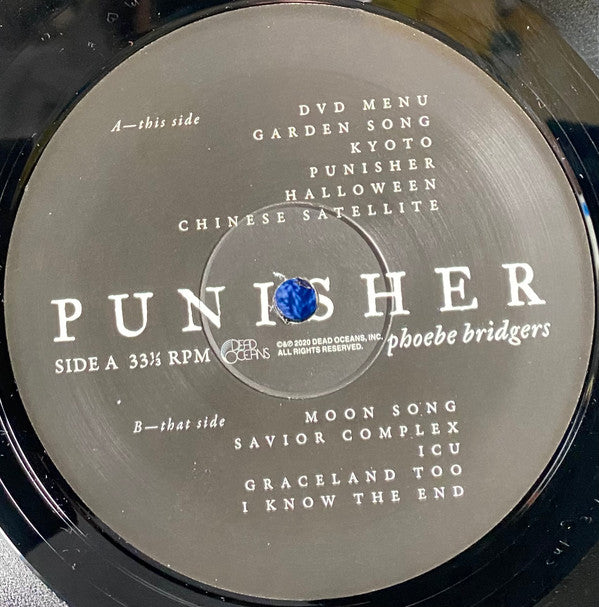 A—this side
DVD MENU
GARDEN SONG
KYOTO
PUNISHER
HALLOWEEN
CHINESE SATELLITE
PUNISHER
phoebe bridgers
SIDE A 33⅓ RPM
DEAD OCEANS
©&℗ 2020 DEAD OCEANS, INC.
ALL RIGHTS RESERVED.
B—that side
MOON SONG
SAVIOR COMPLEX
ICU
GRACELAND TOO
I KNOW THE END